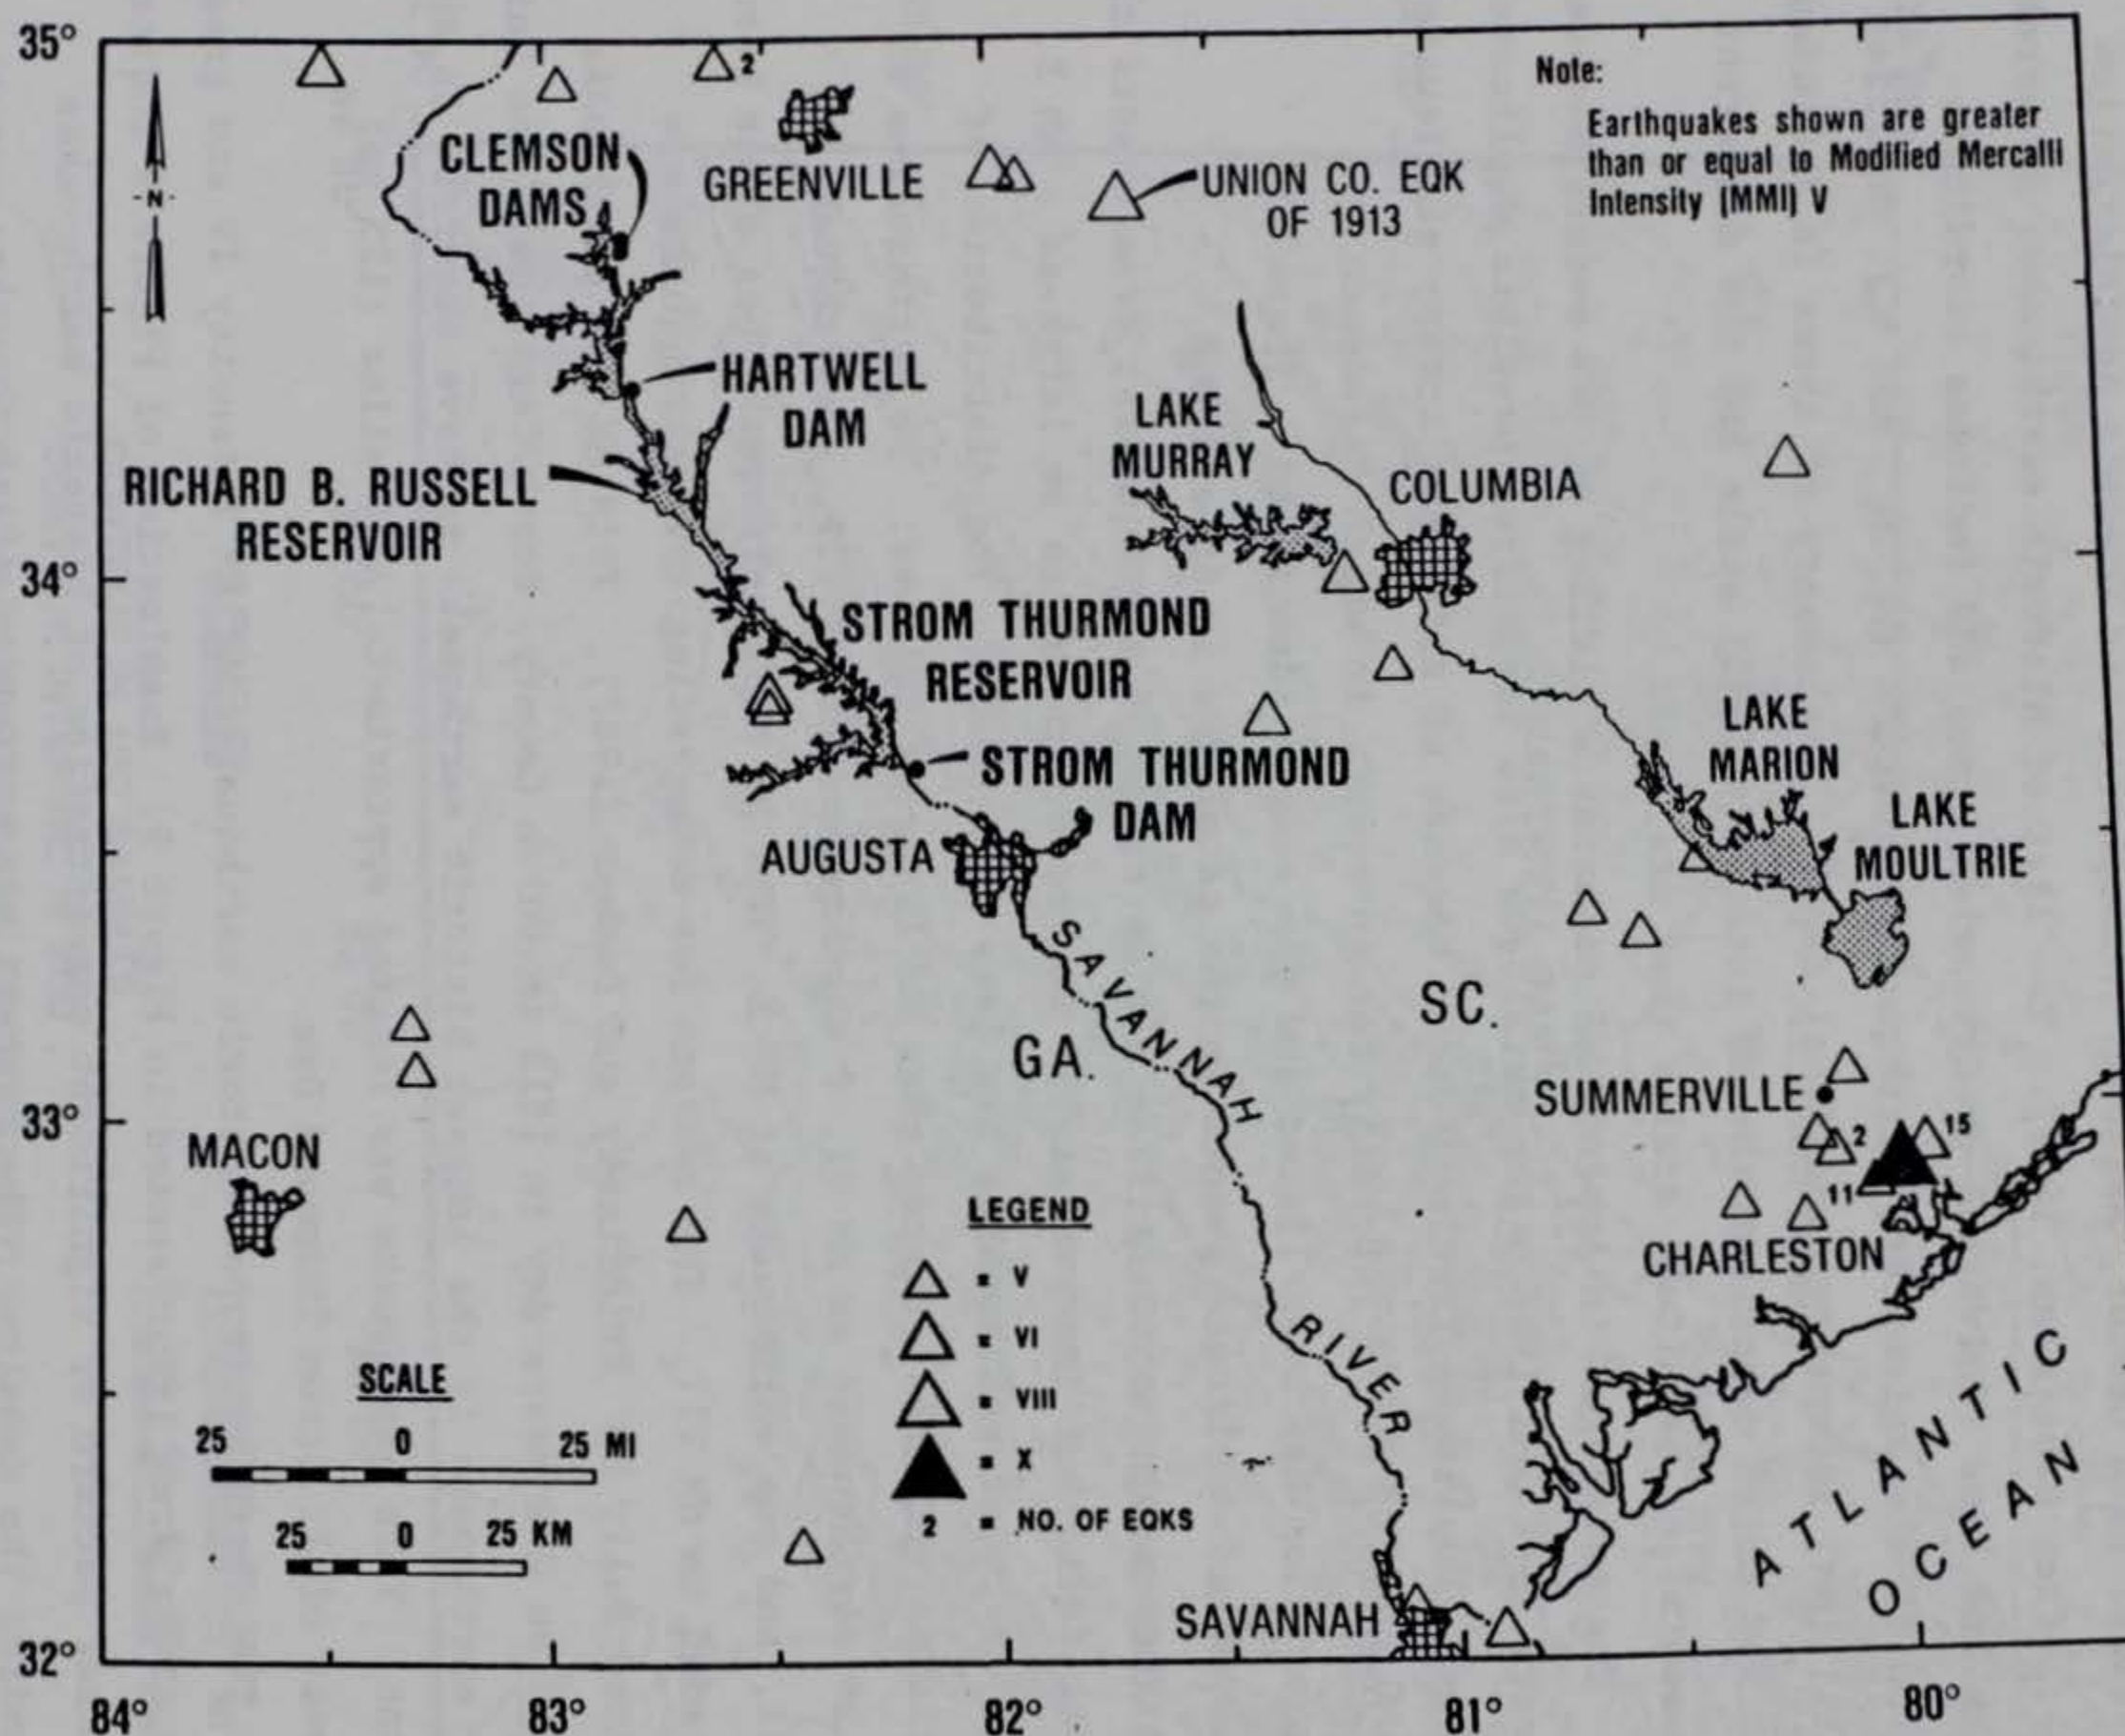 35°
2
Note:
Earthquakes shown are greater
than or equal to Modified Mercalli
Intensity (MMI) V
-N-
CLEMSON
DAMS
GREENVILLE
UNION CO. EQK
OF 1913
HARTWELL
DAM
LAKE
MURRAY
COLUMBIA
RICHARD B. RUSSELL
RESERVOIR
34°
STROM THURMOND
RESERVOIR
LAKE
MARION
STROM THURMOND
DAM
LAKE
MOULTRIE
AUGUSTA
SAVANNAH
SC.
GA.
SUMMERVILLE
33°
2
15
MACON
11
CHARLESTON
LEGEND
▪ V
▪ VI
▪ VIII
▪ X
2 ▪ NO. OF EQKS
RIVER
SCALE
25 0 25 MI
25 0 25 KM
ATLANTIC
OCEAN
SAVANNAH
32°
84° 83° 82° 81° 80°